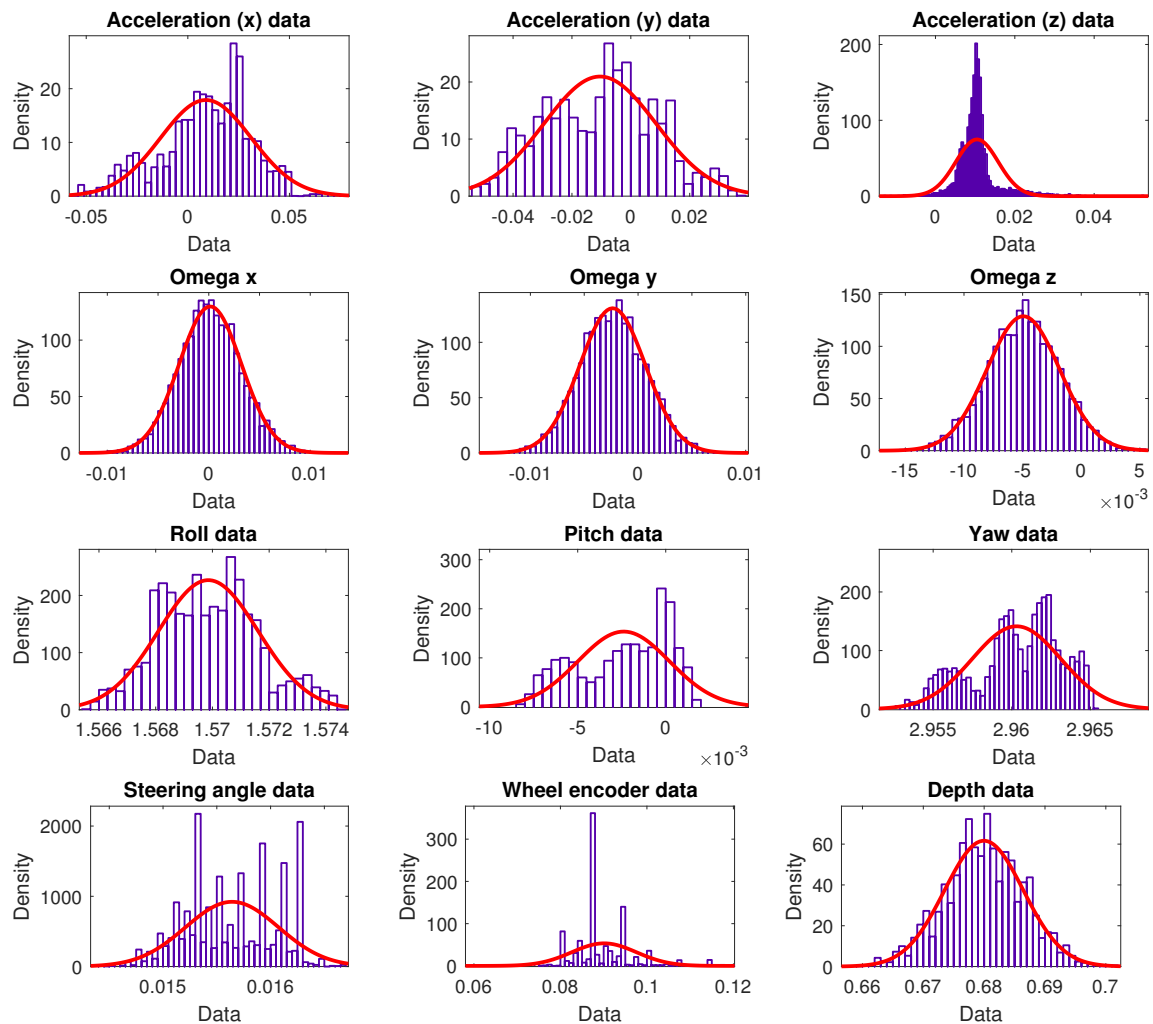 Acceleration (x) data
Density
20
10
0
-0.05 0 0.05
Data
Acceleration (y) data
Density
20
10
0
-0.04 -0.02 0 0.02
Data
Acceleration (z) data
Density
200
100
0
0 0.02 0.04
Data
Omega x
Density
100
50
0
-0.01 0 0.01
Data
Omega y
Density
100
50
0
-0.01 0 0.01
Data
Omega z
Density
150
100
50
0
-15 -10 -5 0 5
Data ×10-3
Roll data
Density
200
100
0
1.566 1.568 1.57 1.572 1.574
Data
Pitch data
Density
300
200
100
0
-10 -5 0
Data ×10-3
Yaw data
Density
200
100
0
2.955 2.96 2.965
Data
Steering angle data
Density
2000
1000
0
0.015 0.016
Data
Wheel encoder data
Density
300
200
100
0
0.06 0.08 0.1 0.12
Data
Depth data
Density
60
40
20
0
0.66 0.67 0.68 0.69 0.7
Data